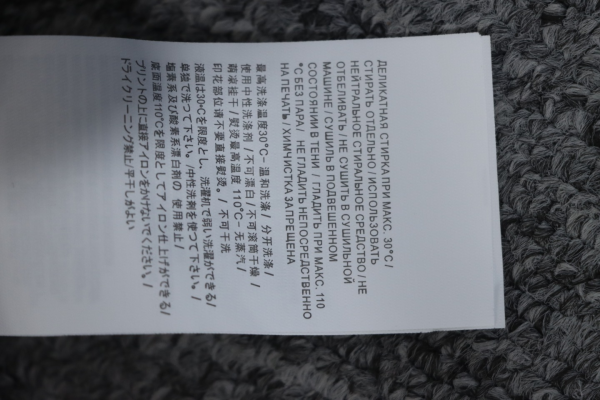 ДЕЛИКАТНАЯ СТИРКА ПРИ МАКС. 30°C /
СТИРАТЬ ОТДЕЛЬНО / ИСПОЛЬЗОВАТЬ
НЕЙТРАЛЬНОЕ СТИРАЛЬНОЕ СРЕДСТВО / НЕ
ОТБЕЛИВАТЬ / НЕ СУШИТЬ В СУШИЛЬНОЙ
МАШИНЕ / СУШИЛЬ В ПОДВЕШЕННОМ
СОСТОЯНИИ В ТЕНИ / ГЛАДИТЬ ПРИ МАКС. 110
°C БЕЗ ПАРА / НЕ ГЛАДИТЬ НЕПОСРЕДСТВЕННО
НА ПЕЧАТЬ / ХИМЧИСТКА ЗАПРЕЩЕНА
最高洗涤温度30°C – 温和洗涤 / 分开洗涤 /
使用中性洗涤剂 / 不可漂白 / 不可滚筒干燥 /
荫凉挂干 / 熨烫最高温度 110°C – 无蒸汽 /
印花部位请不要直接熨烫。 / 不可干洗
液温は30℃を限度とし、洗濯機で弱い洗濯ができる /
単独で洗って下さい。 / 中性洗剤を使って下さい。 /
塩素系及び酸素系漂白剤の 使用禁止 /
底面温度110℃を限度としてアイロン仕上げができる /
プリントの上に直接アイロンをかけないでください。 /
ドライクリーニング禁止 / 平干しがよい